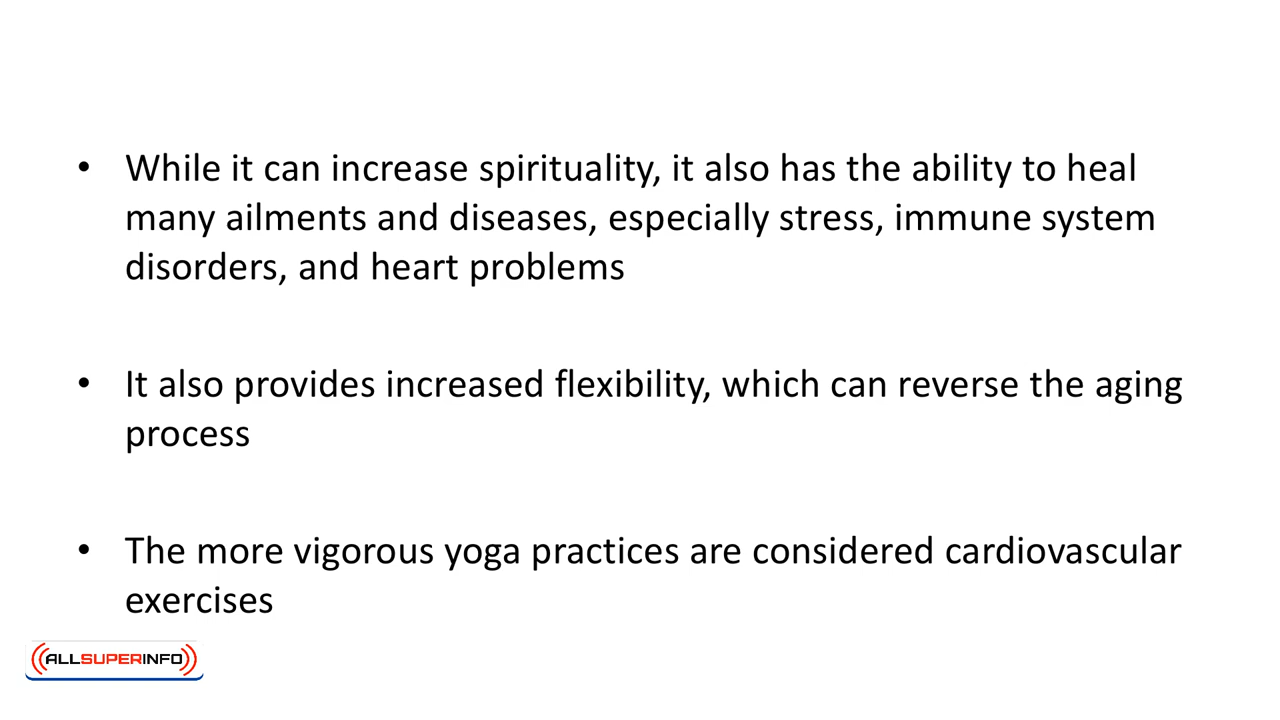 • While it can increase spirituality, it also has the ability to heal
many ailments and diseases, especially stress, immune system
disorders, and heart problems
• It also provides increased flexibility, which can reverse the aging
process
• The more vigorous yoga practices are considered cardiovascular
exercises
ALLSUPERINFO